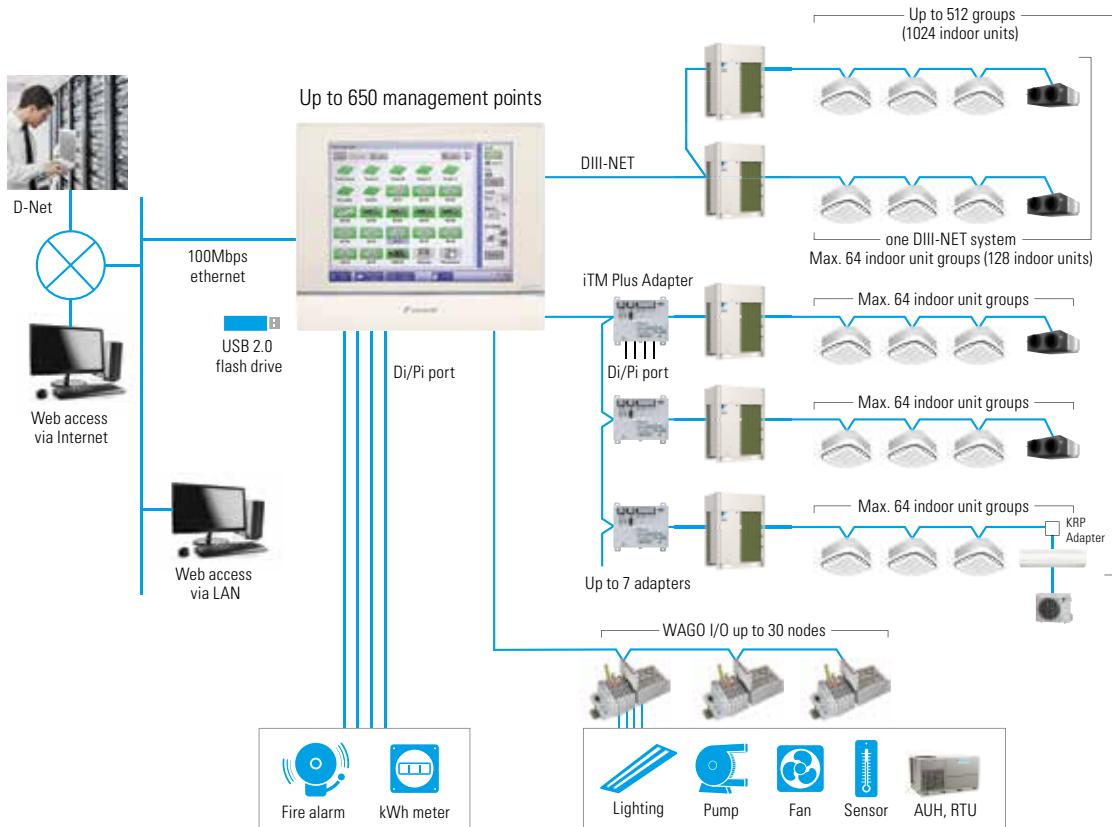 Up to 512 groups
(1024 indoor units)
Up to 650 management points
DIII-NET
D-Net
one DIII-NET system
Max. 64 indoor unit groups (128 indoor units)
100Mbps
ethernet
iTM Plus Adapter
Max. 64 indoor unit groups
USB 2.0
flash drive
Di/Pi port
Di/Pi port
Web access
via Internet
Max. 64 indoor unit groups
Max. 64 indoor unit groups
KRP
Adapter
Web access
via LAN
Up to 7 adapters
WAGO I/O up to 30 nodes
Fire alarm
kWh meter
Lighting
Pump
Fan
Sensor
AUH, RTU